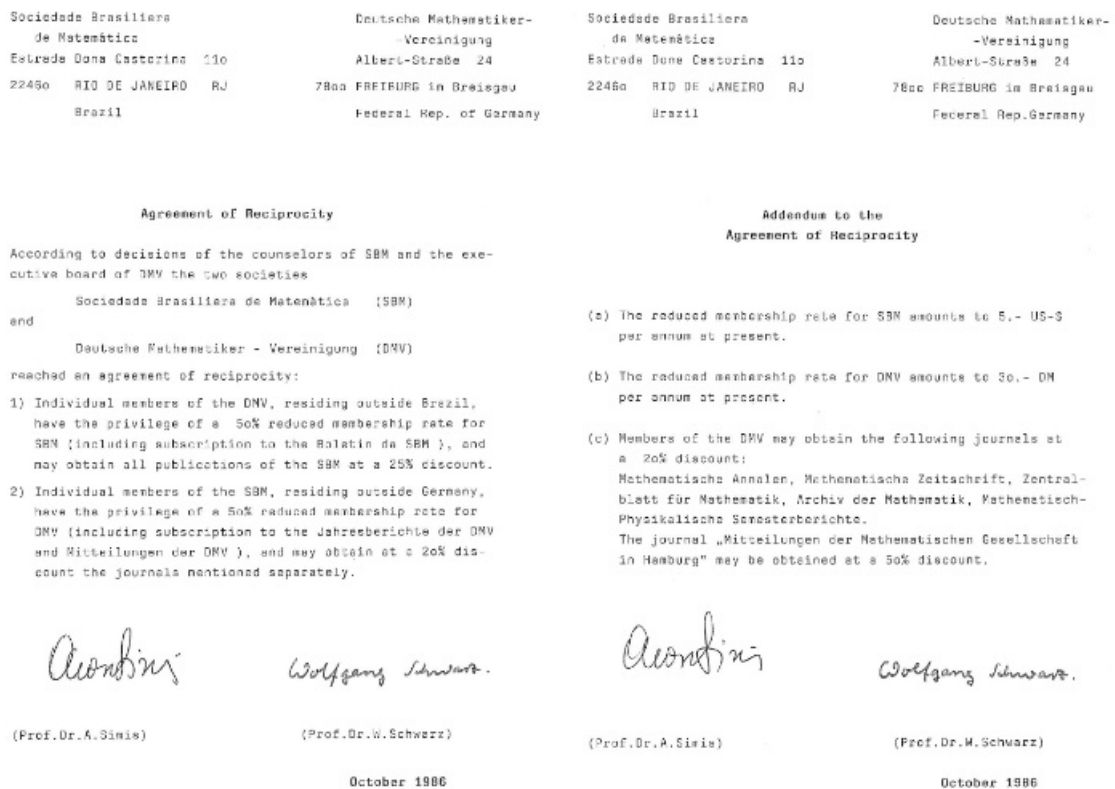 Sociedade Brasiliera
de Matemática
Estrada Dona Castorina 11o
2246o RIO DE JANEIRO RJ
Brazil
Deutsche Mathematiker-
-Vereinigung
Albert-Straße 24
78oo FREIBURG im Breisgau
Federal Rep. of Germany
Agreement of Reciprocity
According to decisions of the counselors of SBM and the exe-
cutive board of DMV the two societies
Sociedade Brasiliera de Matemática (SBM)
and
Deutsche Mathematiker - Vereinigung (DMV)
reached an agreement of reciprocity:
1) Individual members of the DMV, residing outside Brazil,
have the privilege of a 5o% reduced membership rate for
SBM (including subscription to the Boletin da SBM ), and
may obtain all publications of the SBM at a 25% discount.
2) Individual members of the SBM, residing outside Germany,
have the privilege of a 5o% reduced membership rate for
DMV (including subscription to the Jahresberichte der DMV
and Mitteilungen der DMV ), and may obtain at a 2o% dis-
count the journals mentioned separately.
Wolfgang Schwarz.
(Prof.Dr.A.Simis) (Prof.Dr.W.Schwarz)
October 1986
Sociedade Brasiliera
de Matemática
Estrada Dona Castorina 11o
2246o RIO DE JANEIRO RJ
Brazil
Deutsche Mathematiker-
-Vereinigung
Albert-Straße 24
78oo FREIBURG im Breisgau
Federal Rep.Germany
Addendum to the
Agreement of Reciprocity
(a) The reduced membership rate for SBM amounts to 5.- US-$
per annum at present.
(b) The reduced membership rate for DMV amounts to 3o.- DM
per annum at present.
(c) Members of the DMV may obtain the following journals at
a 2o% discount:
Mathematische Annalen, Mathematische Zeitschrift, Zentral-
blatt für Mathematik, Archiv der Mathematik, Mathematisch-
Physikalische Semesterberichte.
The journal „Mitteilungen der Mathematischen Gesellschaft
in Hamburg" may be obtained at a 5o% discount.
Wolfgang Schwarz.
(Prof.Dr.A.Simis) (Prof.Dr.W.Schwarz)
October 1986